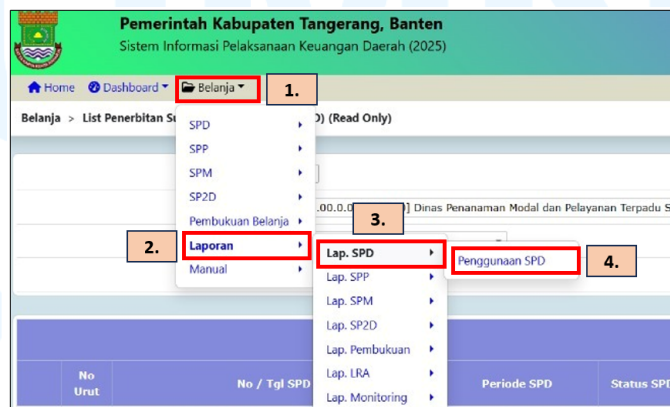 Pemerintah Kabupaten Tangerang, Banten
Sistem Informasi Pelaksanaan Keuangan Daerah (2025)
Home Dashboard Belanja 1.
Belanja > List Penerbitan D) (Read Only)
SPD
SPP
SPM
SP2D
.00.0.0. ] Dinas Penanaman Modal dan Pelayanan Terpadu S
Pembukuan Belanja
3.
2. Laporan
Lap. SPD
Penggunaan SPD 4.
Manual
Lap. SPP
Lap. SPM
Lap. SP2D
Lap. Pembukuan
Lap. LRA
Lap. Monitoring
No Urut
No / Tgl SPD
Periode SPD
Status SPD